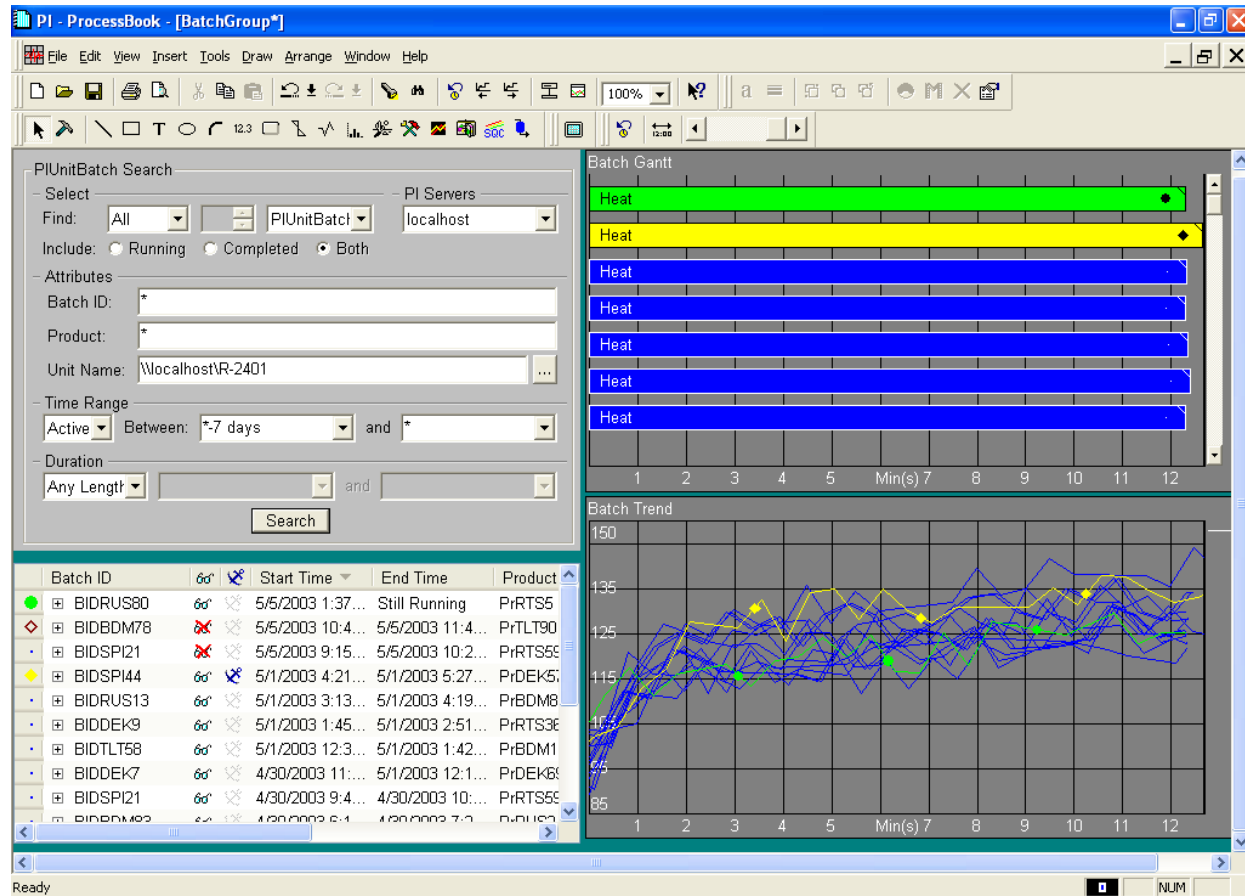 PI - ProcessBook - [BatchGroup*]
File Edit View Insert Tools Draw Arrange Window Help
100%
a
M
T
12.3
SQC
12:00
PIUnitBatch Search
Select
PI Servers
Find:
All
PIUnitBatch
localhost
Include:
Running
Completed
Both
Attributes
Batch ID:
*
Product:
*
Unit Name:
\\localhost\R-2401
...
Time Range
Active
Between:
*-7 days
and
*
Duration
Any Length
and
Search
Batch ID Start Time End Time Product
BIDRUS80 5/5/2003 1:37... Still Running PrRTS5
BIDBDM78 5/5/2003 10:4... 5/5/2003 11:4... PrTLT90
BIDSPI21 5/5/2003 9:15... 5/5/2003 10:2... PrRTS59
BIDSPI44 5/1/2003 4:21... 5/1/2003 5:27... PrDEK57
BIDRUS13 5/1/2003 3:13... 5/1/2003 4:19... PrBDM8
BIDDEK9 5/1/2003 1:45... 5/1/2003 2:51... PrRTS36
BIDTLT58 5/1/2003 12:3... 5/1/2003 1:42... PrBDM1
BIDDEK7 4/30/2003 11:... 5/1/2003 12:1... PrDEK69
BIDSPI21 4/30/2003 9:4... 4/30/2003 10:... PrRTS59
Batch Gantt
Heat
Heat
Heat
Heat
Heat
Heat
Heat
1 2 3 4 5 Min(s) 7 8 9 10 11 12
Batch Trend
150
135
125
115
105
95
85
1 2 3 4 5 Min(s) 7 8 9 10 11 12
Ready
NUM